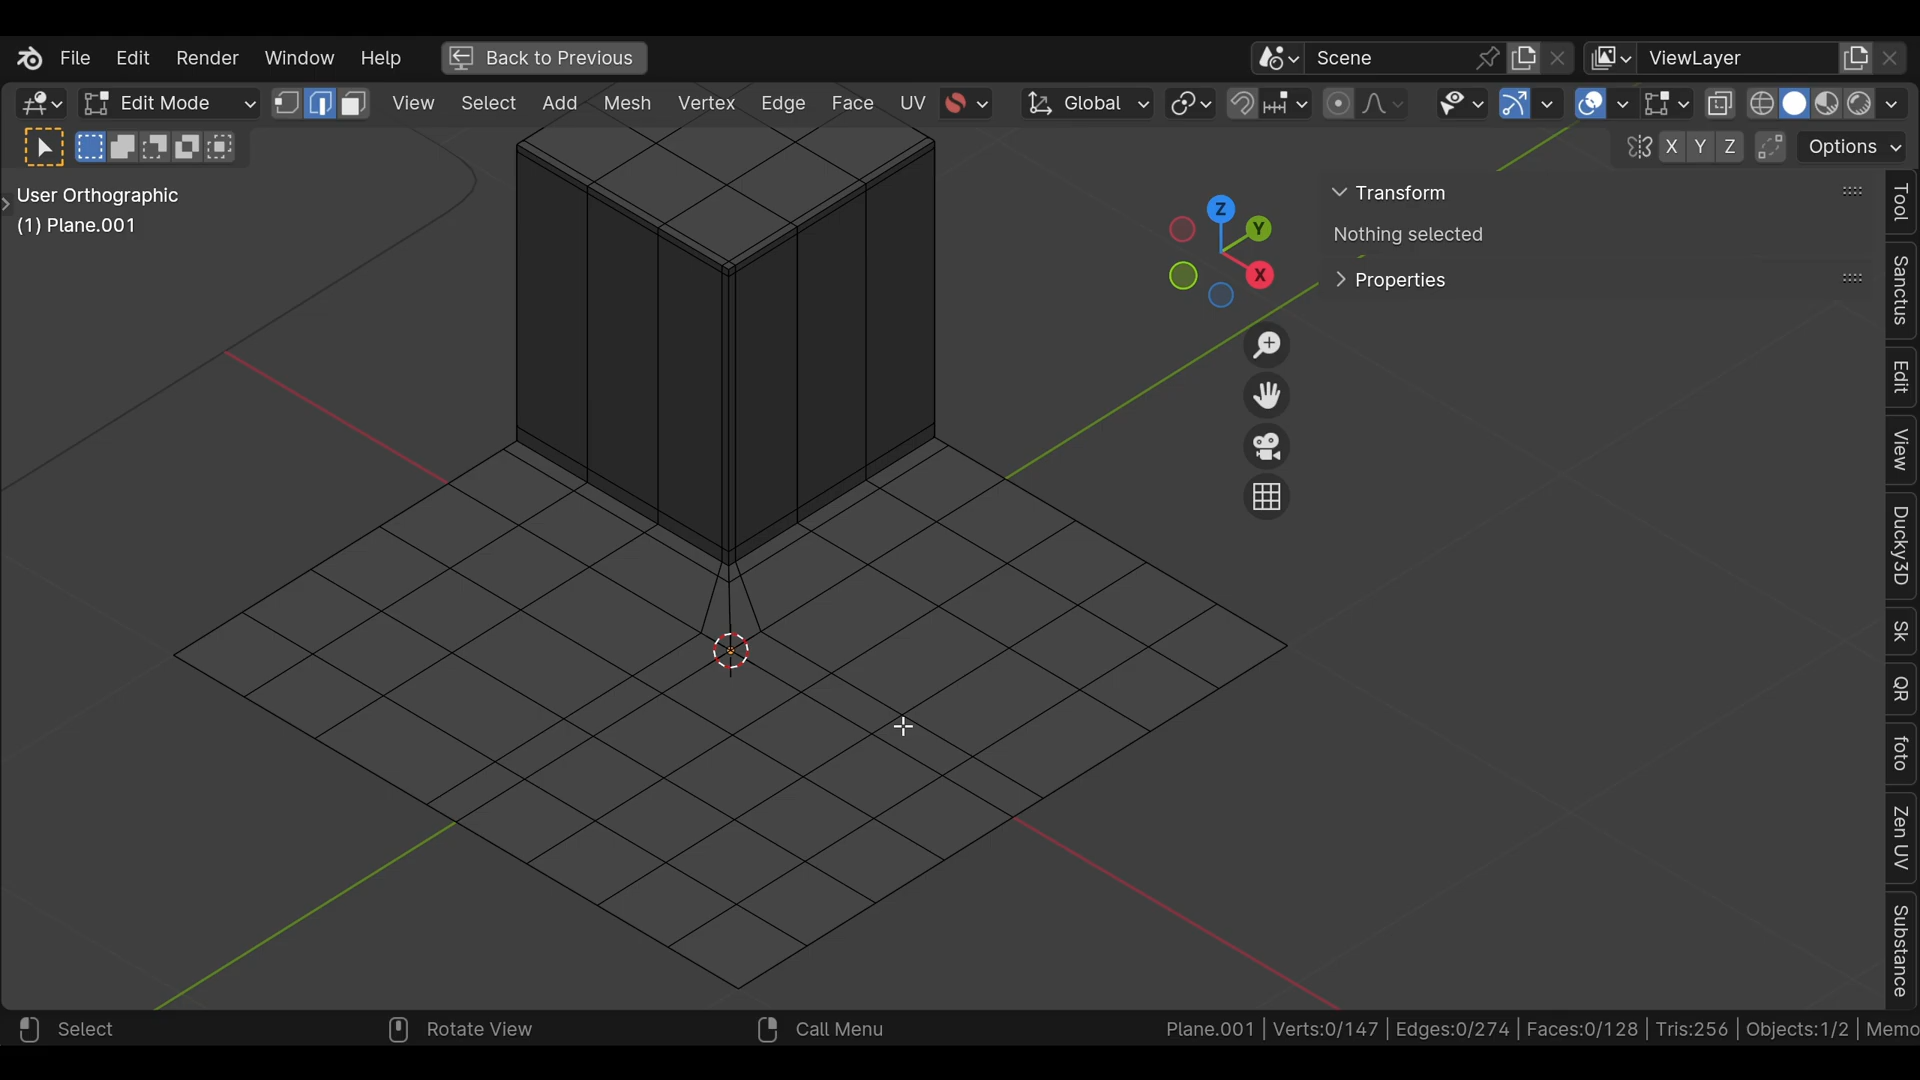 File Edit Render Window Help Back to Previous Scene ViewLayer
Edit Mode View Select Add Mesh Vertex Edge Face UV Global
X Y Z Options
User Orthographic
(1) Plane.001
Z
Y
X
Transform
Nothing selected
Properties
Tool
Sanctus
Edit
View
Ducky3D
Sk
QR
foto
Zen UV
Substance
Select Rotate View Call Menu Plane.001 | Verts:0/147 | Edges:0/274 | Faces:0/128 | Tris:256 | Objects:1/2 | Memo